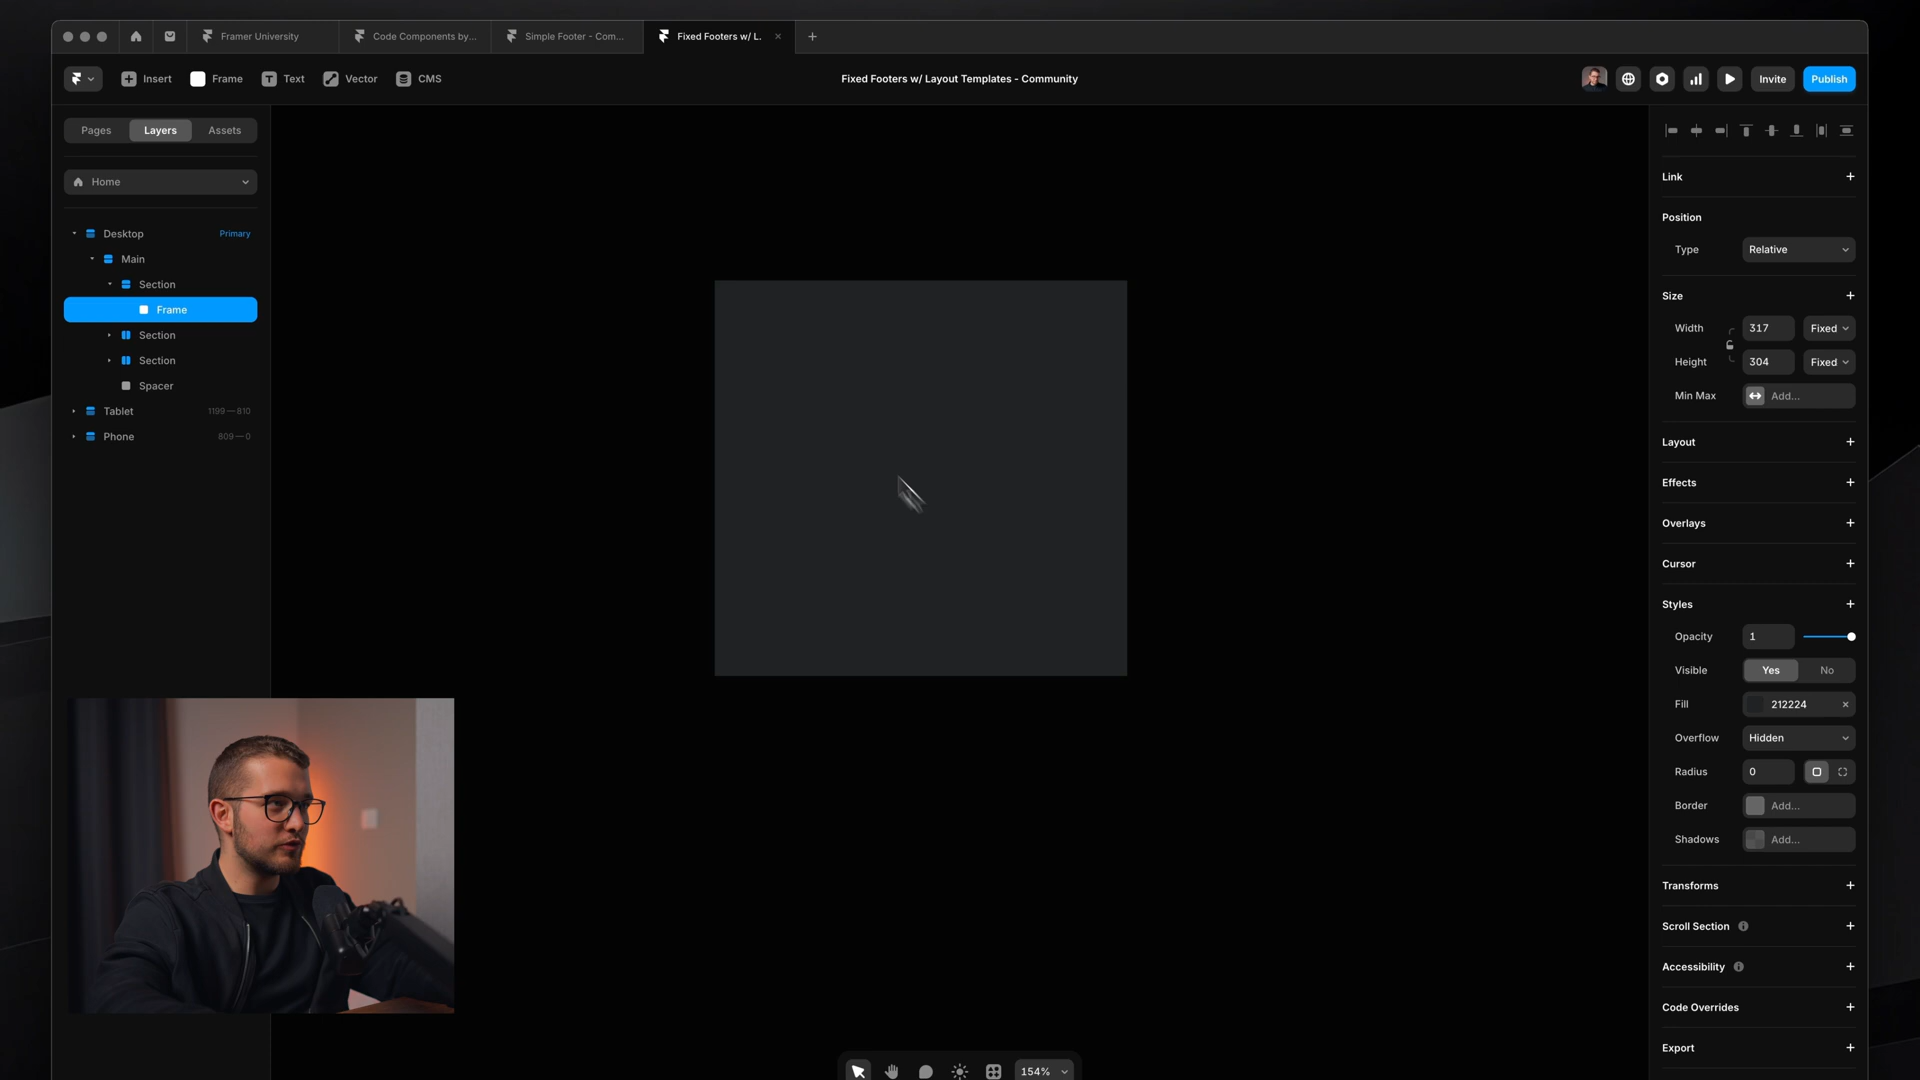 Framer University
Code Components by...
Simple Footer - Com...
Fixed Footers w/ L.
Insert
Frame
Text
Vector
CMS
Fixed Footers w/ Layout Templates - Community
Invite
Publish
Pages
Layers
Assets
Home
Desktop
Primary
Main
Section
Frame
Section
Section
Spacer
Tablet
1199—810
Phone
809—0
Link
Position
Type
Relative
Size
Width
317
Fixed
Height
304
Fixed
Min Max
Add...
Layout
Effects
Overlays
Cursor
Styles
Opacity
1
Visible
Yes
No
Fill
212224
Overflow
Hidden
Radius
0
Border
Add...
Shadows
Add...
Transforms
Scroll Section
Accessibility
Code Overrides
Export
154%